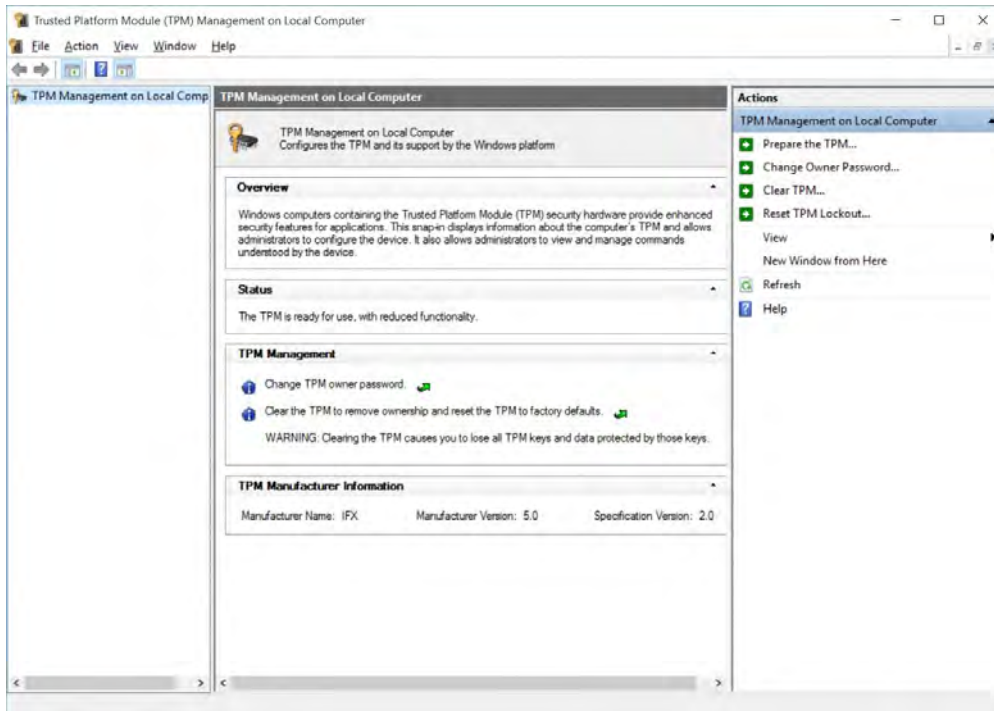 Trusted Platform Module (TPM) Management on Local Computer
File Action View Window Help
TPM Management on Local Comp
TPM Management on Local Computer
TPM Management on Local Computer
Configures the TPM and its support by the Windows platform
Overview
Windows computers containing the Trusted Platform Module (TPM) security hardware provide enhanced
security features for applications. This snap-in displays information about the computer's TPM and allows
administrators to configure the device. It also allows administrators to view and manage commands
understood by the device.
Status
The TPM is ready for use, with reduced functionality.
TPM Management
Change TPM owner password.
Clear the TPM to remove ownership and reset the TPM to factory defaults.
WARNING: Clearing the TPM causes you to lose all TPM keys and data protected by those keys.
TPM Manufacturer Information
Manufacturer Name: IFX Manufacturer Version: 5.0 Specification Version: 2.0
Actions
TPM Management on Local Computer
Prepare the TPM...
Change Owner Password...
Clear TPM...
Reset TPM Lockout...
View
New Window from Here
Refresh
Help